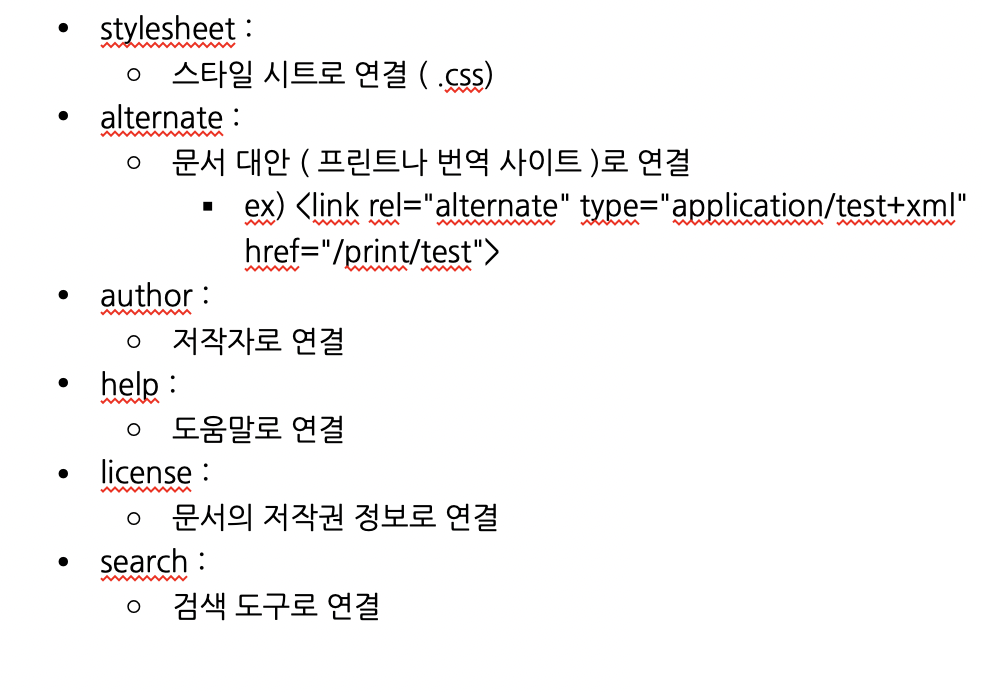 • stylesheet :
○ 스타일 시트로 연결 ( .css)
• alternate :
○ 문서 대안 ( 프린트나 번역 사이트 )로 연결
▪ ex) <link rel="alternate" type="application/test+xml"
href="/print/test">
• author :
○ 저작자로 연결
• help :
○ 도움말로 연결
• license :
○ 문서의 저작권 정보로 연결
• search :
○ 검색 도구로 연결